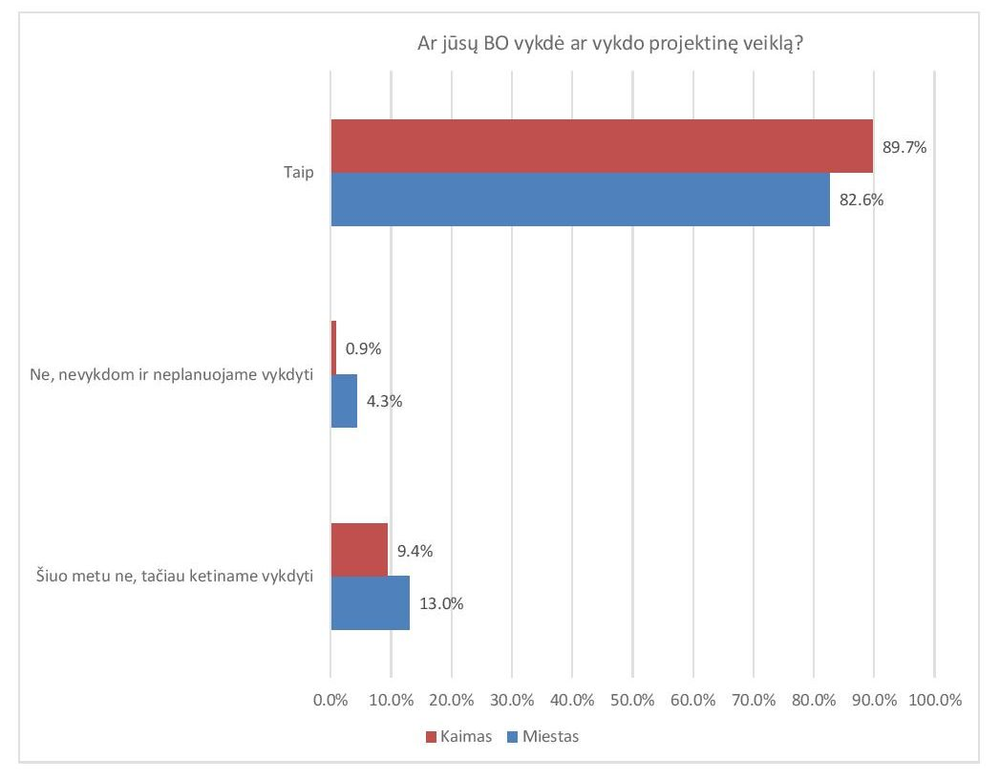 Ar jūsų BO vykdė ar vykdo projektinę veiklą?
Taip
89.7%
82.6%
Ne, nevykdom ir neplanuojame vykdyti
0.9%
4.3%
Šiuo metu ne, tačiau ketiname vykdyti
9.4%
13.0%
0.0% 10.0% 20.0% 30.0% 40.0% 50.0% 60.0% 70.0% 80.0% 90.0% 100.0%
Kaimas Miestas